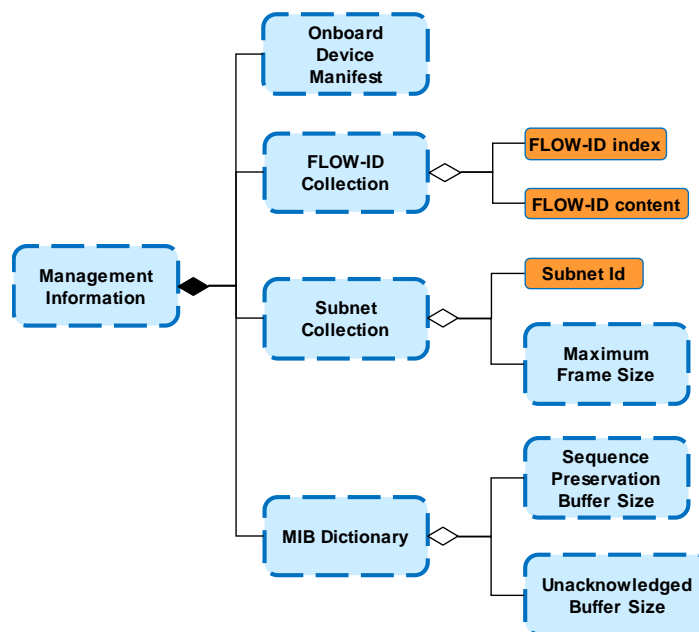 Onboard
Device
Manifest
FLOW-ID
Collection
FLOW-ID index
FLOW-ID content
Management
Information
Subnet
Collection
Subnet Id
Maximum
Frame Size
MIB Dictionary
Sequence
Preservation
Buffer Size
Unacknowledged
Buffer Size